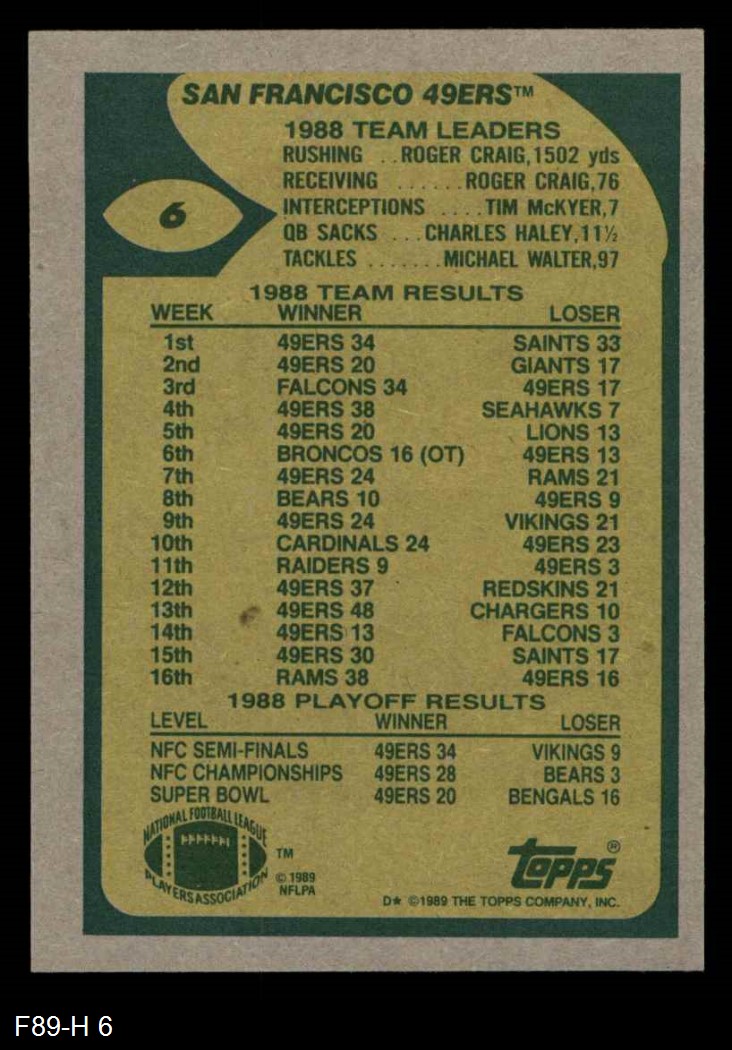 SAN FRANCISCO 49ERS™
1988 TEAM LEADERS
RUSHING ..ROGER CRAIG,1502 yds
RECEIVING ......ROGER CRAIG,76
6
INTERCEPTIONS ....TIM McKYER,7
QB SACKS ...CHARLES HALEY,11½
TACKLES .......MICHAEL WALTER,97
1988 TEAM RESULTS
WEEK WINNER LOSER
1st 49ERS 34 SAINTS 33
2nd 49ERS 20 GIANTS 17
3rd FALCONS 34 49ERS 17
4th 49ERS 38 SEAHAWKS 7
5th 49ERS 20 LIONS 13
6th BRONCOS 16 (OT) 49ERS 13
7th 49ERS 24 RAMS 21
8th BEARS 10 49ERS 9
9th 49ERS 24 VIKINGS 21
10th CARDINALS 24 49ERS 23
11th RAIDERS 9 49ERS 3
12th 49ERS 37 REDSKINS 21
13th 49ERS 48 CHARGERS 10
14th 49ERS 13 FALCONS 3
15th 49ERS 30 SAINTS 17
16th RAMS 38 49ERS 16
1988 PLAYOFF RESULTS
LEVEL WINNER LOSER
NFC SEMI-FINALS 49ERS 34 VIKINGS 9
NFC CHAMPIONSHIPS 49ERS 28 BEARS 3
SUPER BOWL 49ERS 20 BENGALS 16
NATIONAL FOOTBALL LEAGUE
PLAYERS ASSOCIATION
TM
© 1989
NFLPA
topps®
D★ ©1989 THE TOPPS COMPANY, INC.
F89-H 6